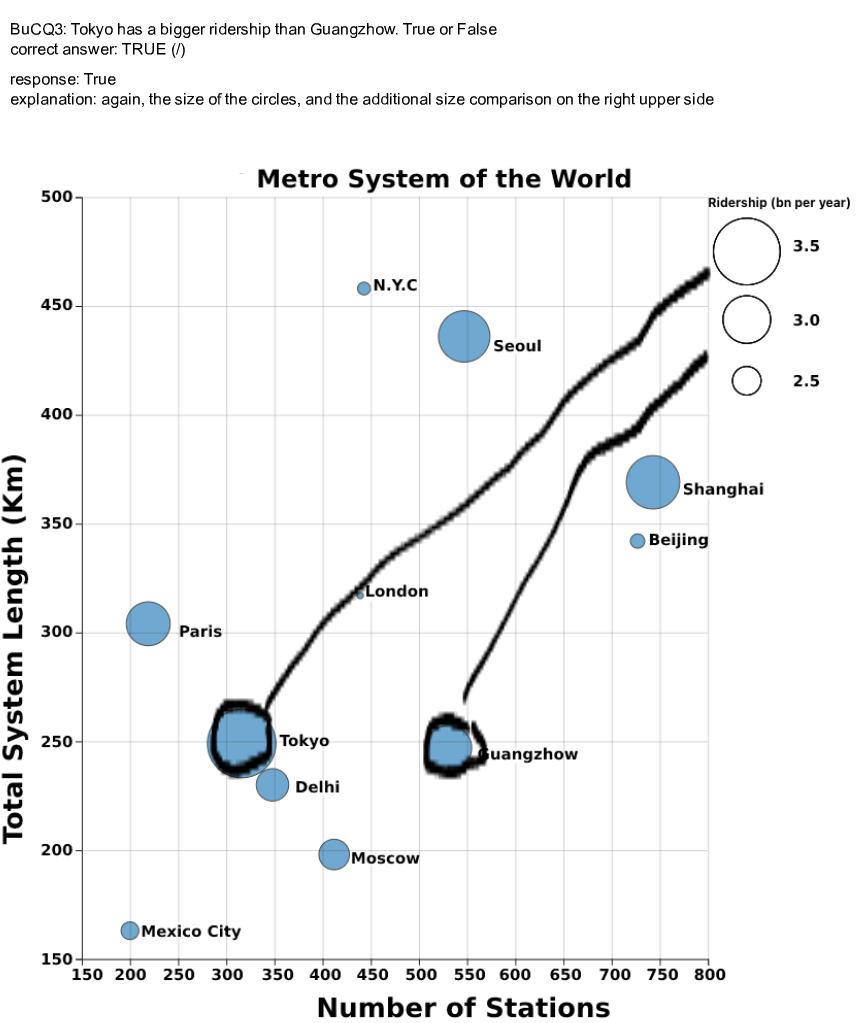 BuCQ3: Tokyo has a bigger ridership than Guangzhow. True or False
correct answer: TRUE (/)
response: True
explanation: again, the size of the circles, and the additional size comparison on the right upper side
Metro System of the World
Ridership (bn per year)
3.5
3.0
2.5
Total System Length (Km)
500
450
400
350
300
250
200
150
N.Y.C
Seoul
Shanghai
Beijing
London
Paris
Tokyo
Guangzhow
Delhi
Moscow
Mexico City
150 200 250 300 350 400 450 500 550 600 650 700 750 800
Number of Stations